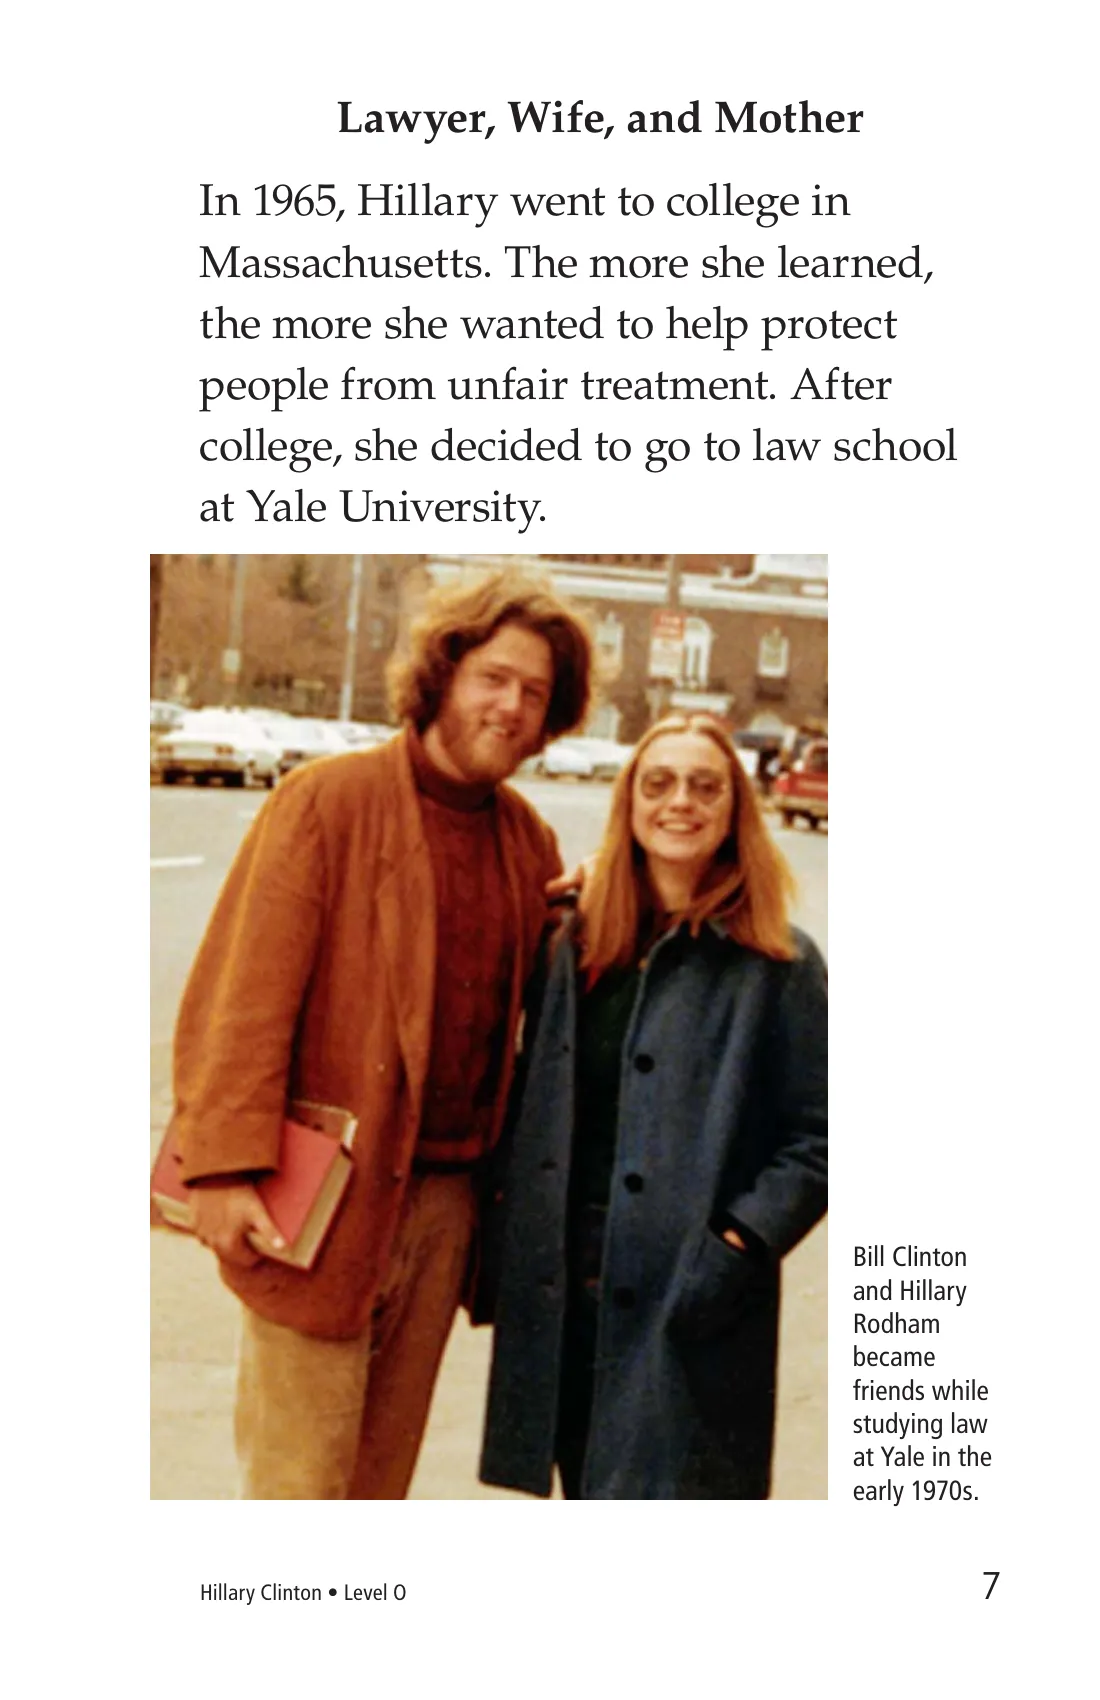 Lawyer, Wife, and Mother
In 1965, Hillary went to college in
Massachusetts. The more she learned,
the more she wanted to help protect
people from unfair treatment. After
college, she decided to go to law school
at Yale University.
Bill Clinton
and Hillary
Rodham
became
friends while
studying law
at Yale in the
early 1970s.
Hillary Clinton • Level O
7